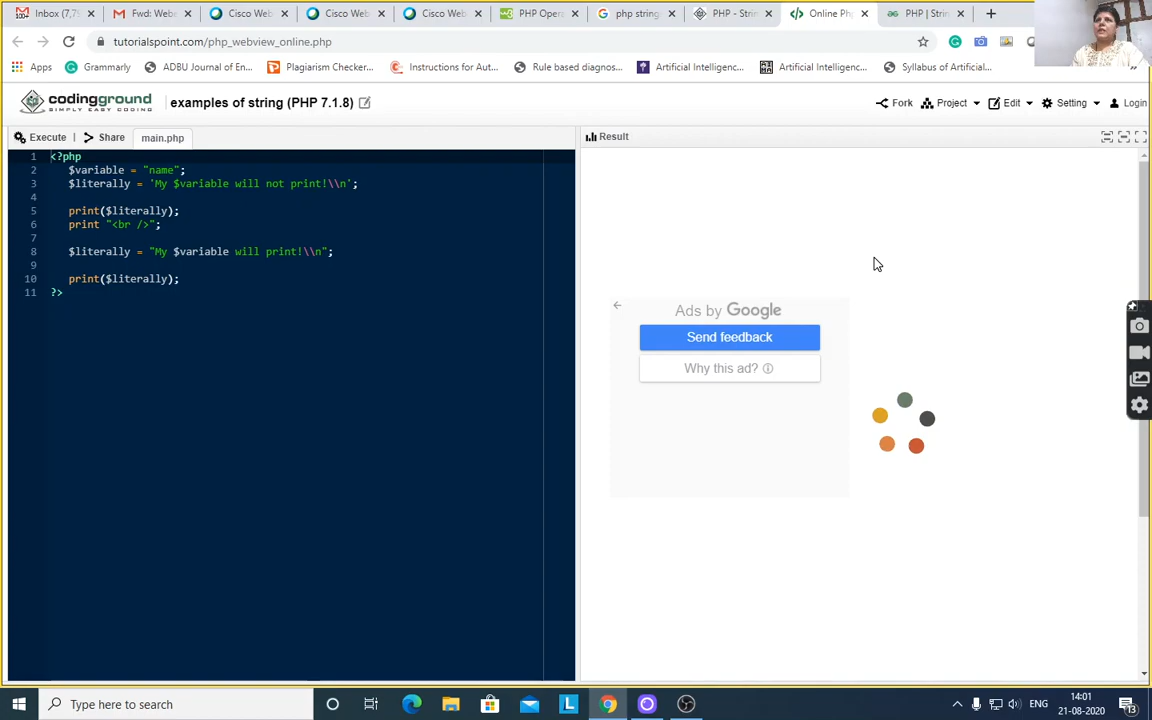 Inbox (7,7
Fwd: Webe
Cisco Web
Cisco Web
Cisco Web
PHP Opera
php string
PHP - Strin
Online Php
PHP | Strin
tutorialspoint.com/php_webview_online.php
Apps
Grammarly
ADBU Journal of En...
Plagiarism Checker...
Instructions for Aut...
Rule based diagnos...
Artificial Intelligenc...
Artificial Intelligenc...
Syllabus of Artificial...
codingground
SIMPLY EASY CODING
examples of string (PHP 7.1.8)
Fork
Project
Edit
Setting
Login
Execute |
Share
main.php
Result
1 <?php
2 $variable = "name";
3 $literally = 'My $variable will not print!\\n';
4
5 print($literally);
6 print "<br />";
7
8 $literally = "My $variable will print!\\n";
9
10 print($literally);
11 ?>
Ads by Google
Send feedback
Why this ad?
Type here to search
L
ENG
14:01
21-08-2020
13